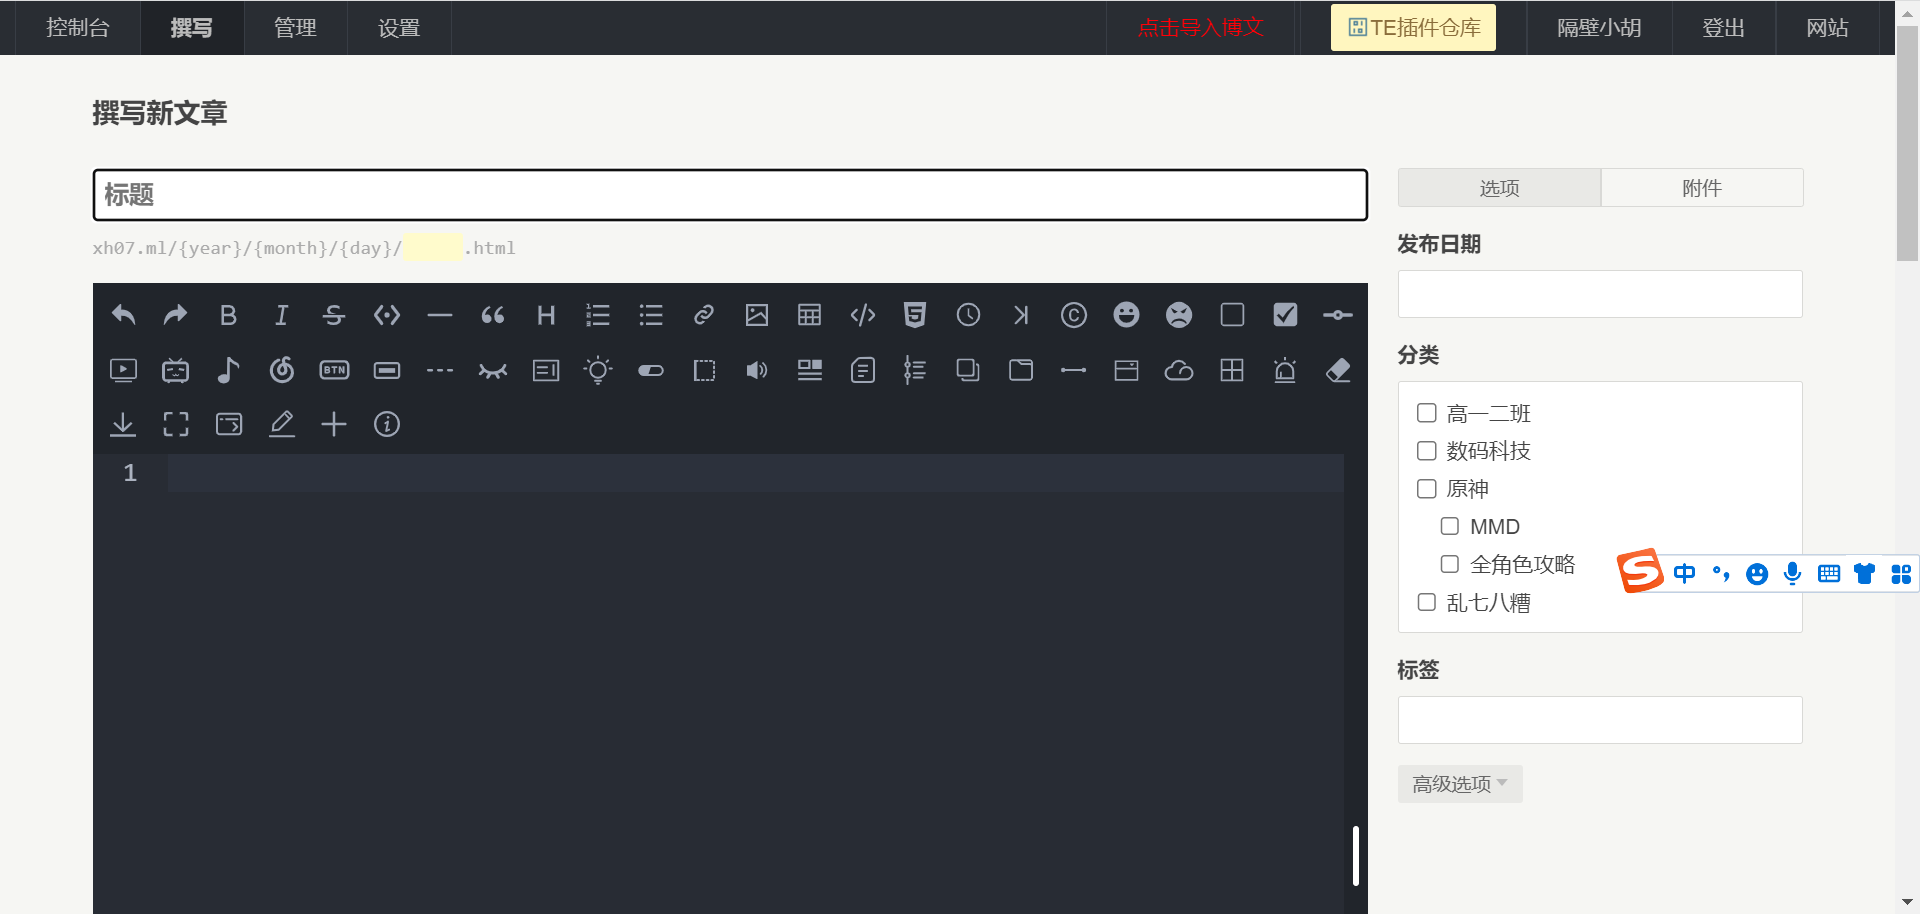 控制台 撰写 管理 设置 点击导入博文 TE插件仓库 隔壁小胡 登出 网站
撰写新文章
标题
xh07.ml/{year}/{month}/{day}/ .html
BTN
1
选项 附件
发布日期
分类
高一二班
数码科技
原神
MMD
全角色攻略
乱七八糟
中
标签
高级选项